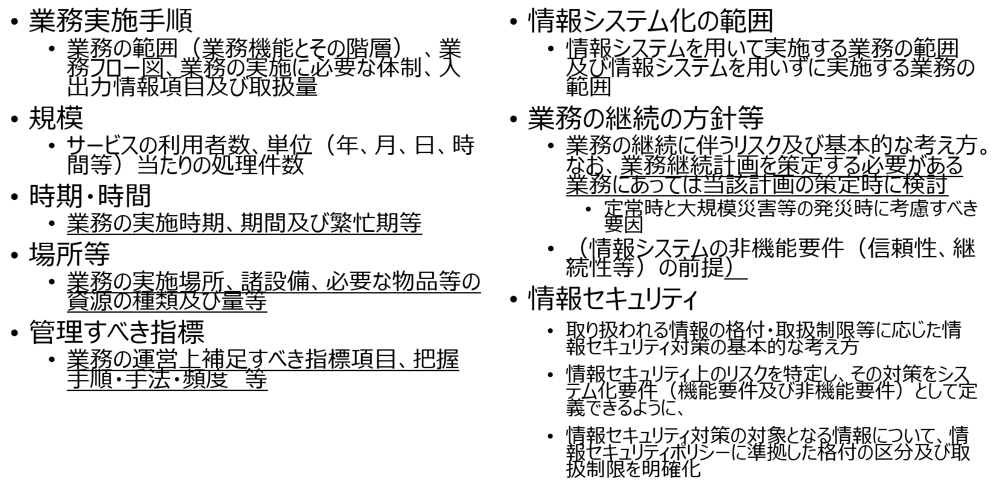 • 業務実施手順
• 業務の範囲（業務機能とその階層）、業
務フロー図、業務の実施に必要な体制、入
出力情報項目及び取扱量
• 規模
• サービスの利用者数、単位（年、月、日、時
間等）当たりの処理件数
• 時期・時間
• 業務の実施時期、期間及び繁忙期等
• 場所等
• 業務の実施場所、諸設備、必要な物品等の
資源の種類及び量等
• 管理すべき指標
• 業務の運営上補足すべき指標項目、把握
手順・手法・頻度　等
• 情報システム化の範囲
• 情報システムを用いて実施する業務の範囲
及び情報システムを用いずに実施する業務の
範囲
• 業務の継続の方針等
• 業務の継続に伴うリスク及び基本的な考え方。
なお、業務継続計画を策定する必要がある
業務にあっては当該計画の策定時に検討
• 定常時と大規模災害等の発災時に考慮すべき
要因
• （情報システムの非機能要件（信頼性、継
続性等）の前提）
• 情報セキュリティ
• 取り扱われる情報の格付・取扱制限等に応じた情
報セキュリティ対策の基本的な考え方
• 情報セキュリティ上のリスクを特定し、その対策をシス
テム化要件（機能要件及び非機能要件）として定
義できるように、
• 情報セキュリティ対策の対象となる情報について、情
報セキュリティポリシーに準拠した格付の区分及び取
扱制限を明確化